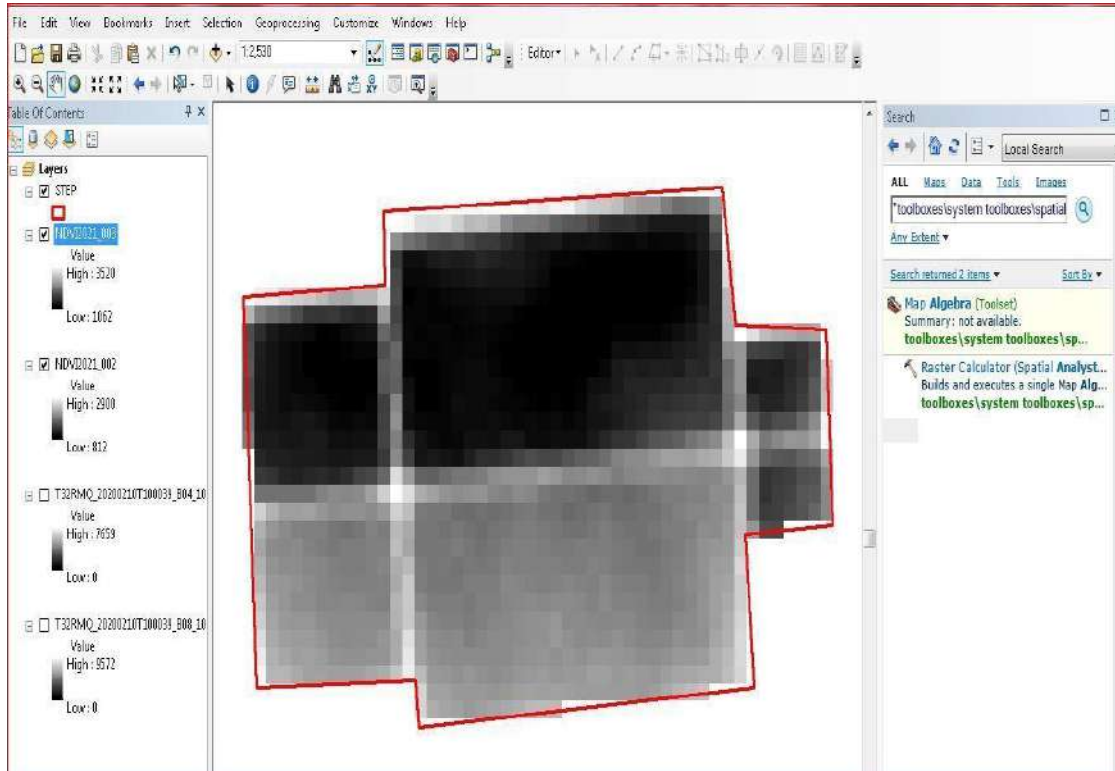 File Edit View Bookmarks Insert Selection Geoprocessing Customize Windows Help
1:2,530
Editor
Table Of Contents
Layers
STEP
NDVI2021_003
Value
High : 3520
Low : 1062
NDVI2021_002
Value
High : 2900
Low : 812
T32RMQ_20200210T100039_B04_10
Value
High : 7659
Low : 0
T32RMQ_20200210T100039_B08_10
Value
High : 9572
Low : 0
Search
Local Search
ALL Maps Data Tools Images
"toolboxes\system toolboxes\spatial
Any Extent
Search returned 2 items Sort By
Map Algebra (Toolset)
Summary: not available.
toolboxes\system toolboxes\sp...
Raster Calculator (Spatial Analyst...
Builds and executes a single Map Alg...
toolboxes\system toolboxes\sp...